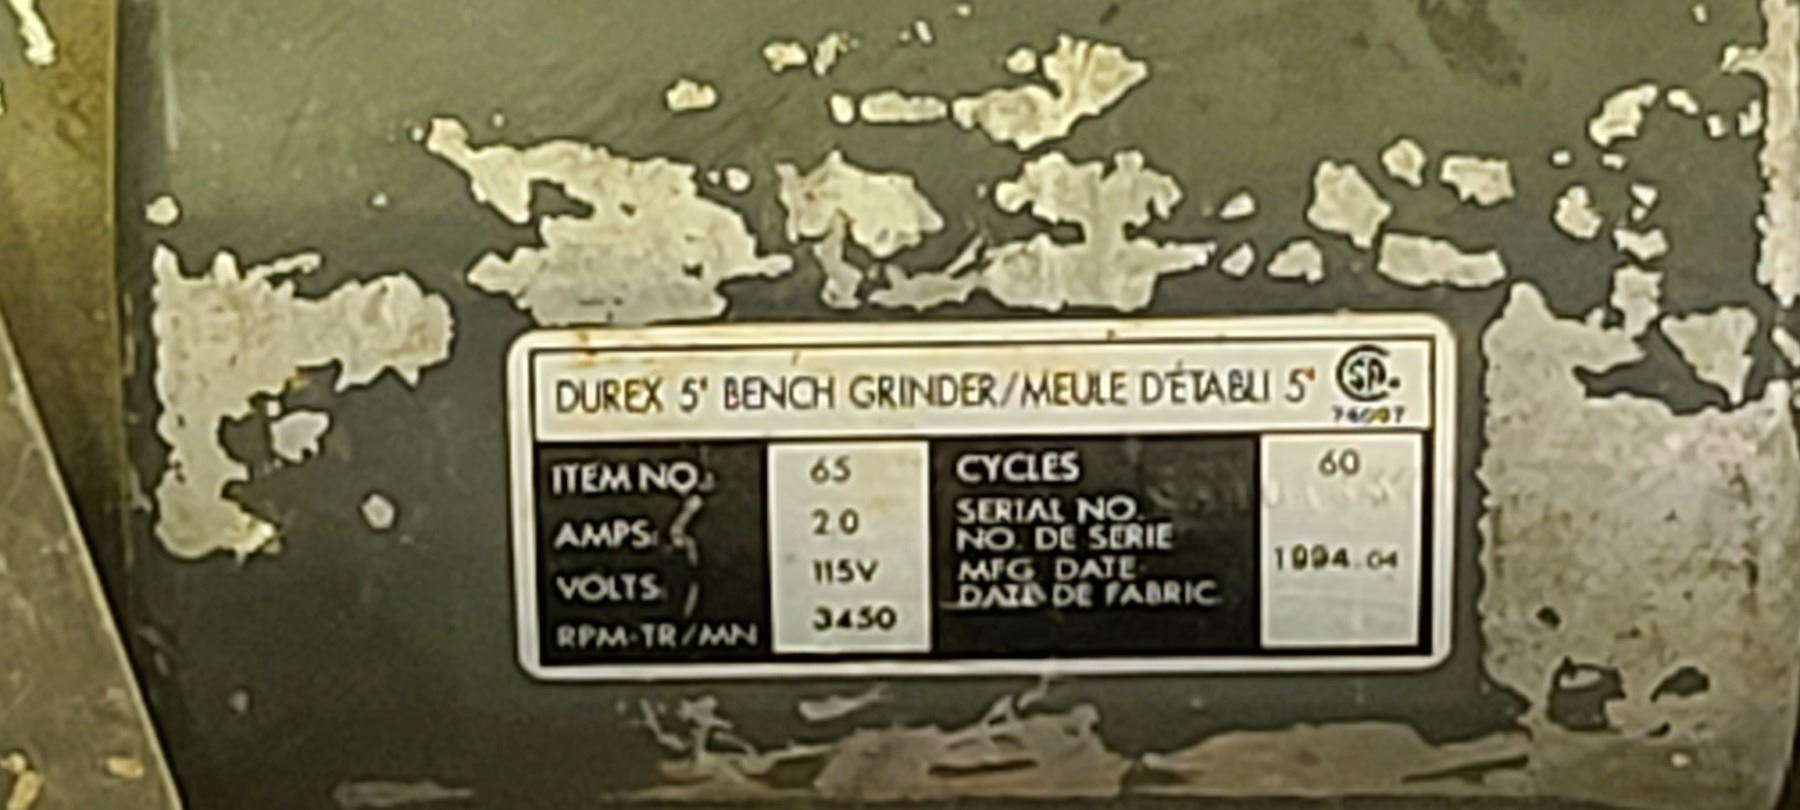 DUREX 5" BENCH GRINDER/MEULE D'ÉTABLI 5"
ITEM NO.: 65
AMPS: 2.0
VOLTS: 115V
RPM-TR/MN 3450
CYCLES 60
SERIAL NO.
NO. DE SERIE
MFG. DATE 1994.04
DATE DE FABRIC.